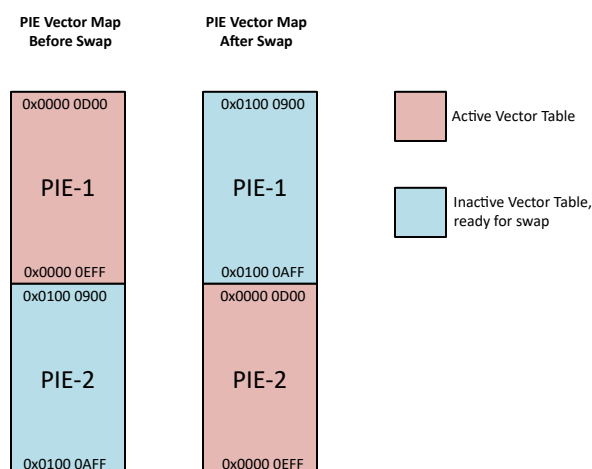 PIE Vector Map
Before Swap
PIE Vector Map
After Swap
0x0000 0D00
PIE-1
0x0000 0EFF
0x0100 0900
PIE-2
0x0100 0AFF
0x0100 0900
PIE-1
0x0100 0AFF
0x0000 0D00
PIE-2
0x0000 0EFF
Active Vector Table
Inactive Vector Table,
ready for swap